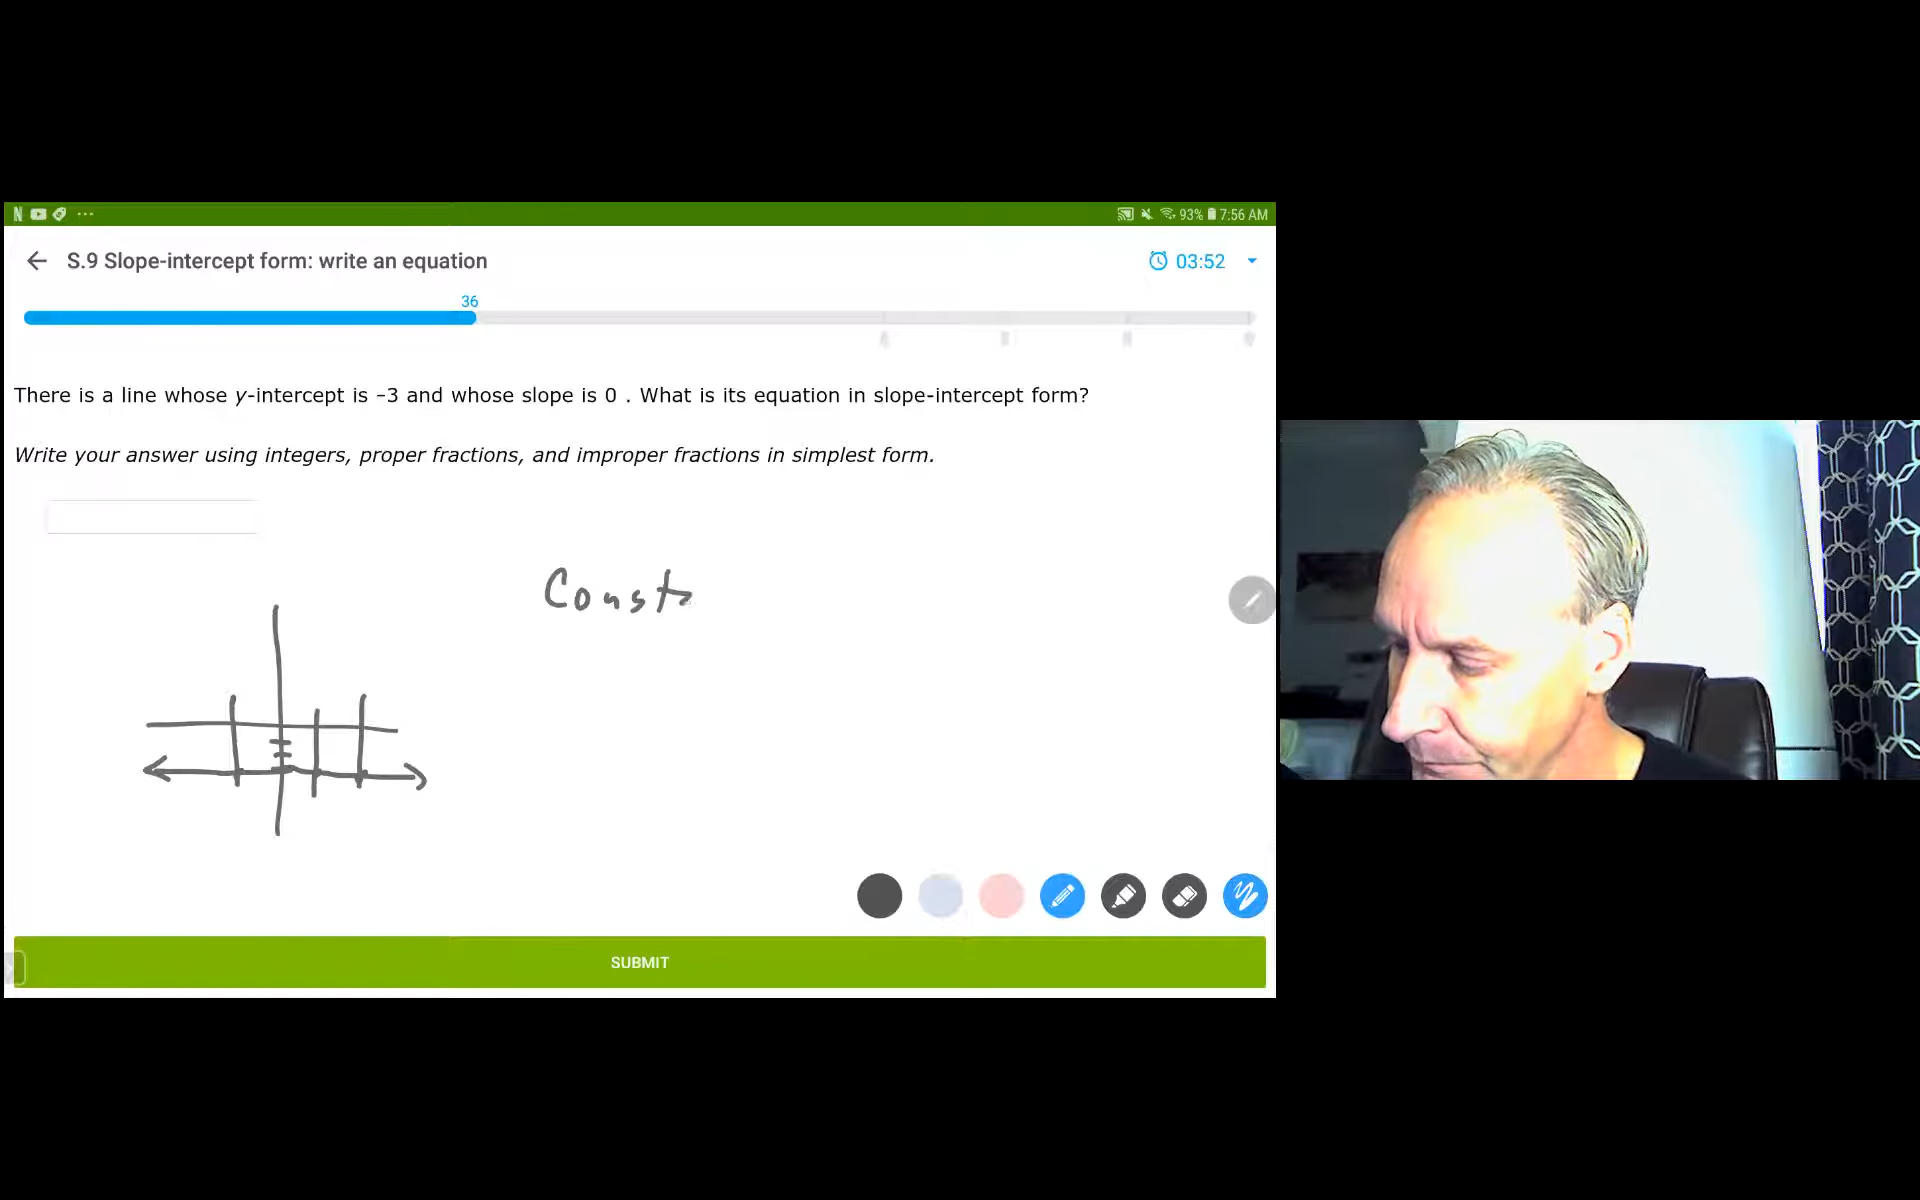 N ... 93% 7:56 AM
S.9 Slope-intercept form: write an equation 03:52
36
There is a line whose y-intercept is –3 and whose slope is 0 . What is its equation in slope-intercept form?
Write your answer using integers, proper fractions, and improper fractions in simplest form.
Const
SUBMIT